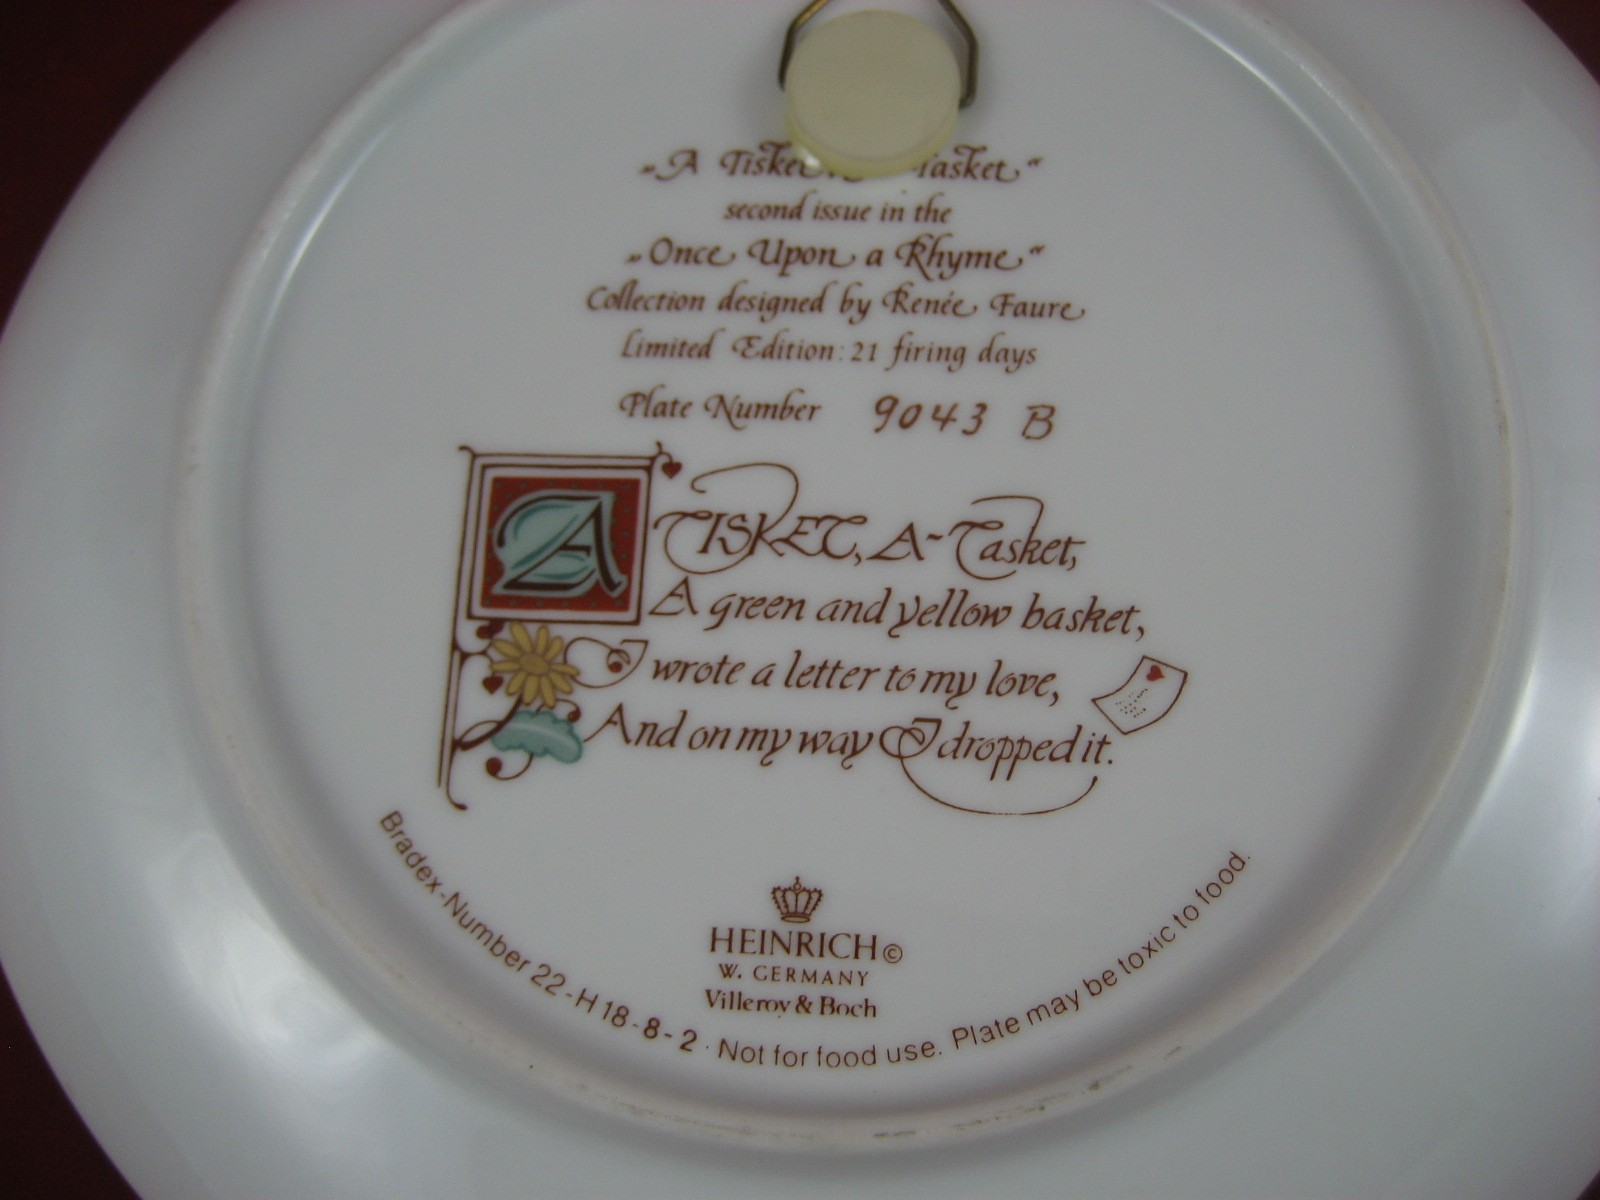 „A Tisket Tasket“
second issue in the
„Once Upon a Rhyme“
Collection designed by Renée Faure
Limited Edition: 21 firing days
Plate Number 9043 B
A TISKET, A-Tasket,
A green and yellow basket,
I wrote a letter to my love,
And on my way I dropped it.
HEINRICH ©
W. GERMANY
Villeroy & Boch
Bradex-Number 22-H18-8-2 · Not for food use. Plate may be toxic to food.